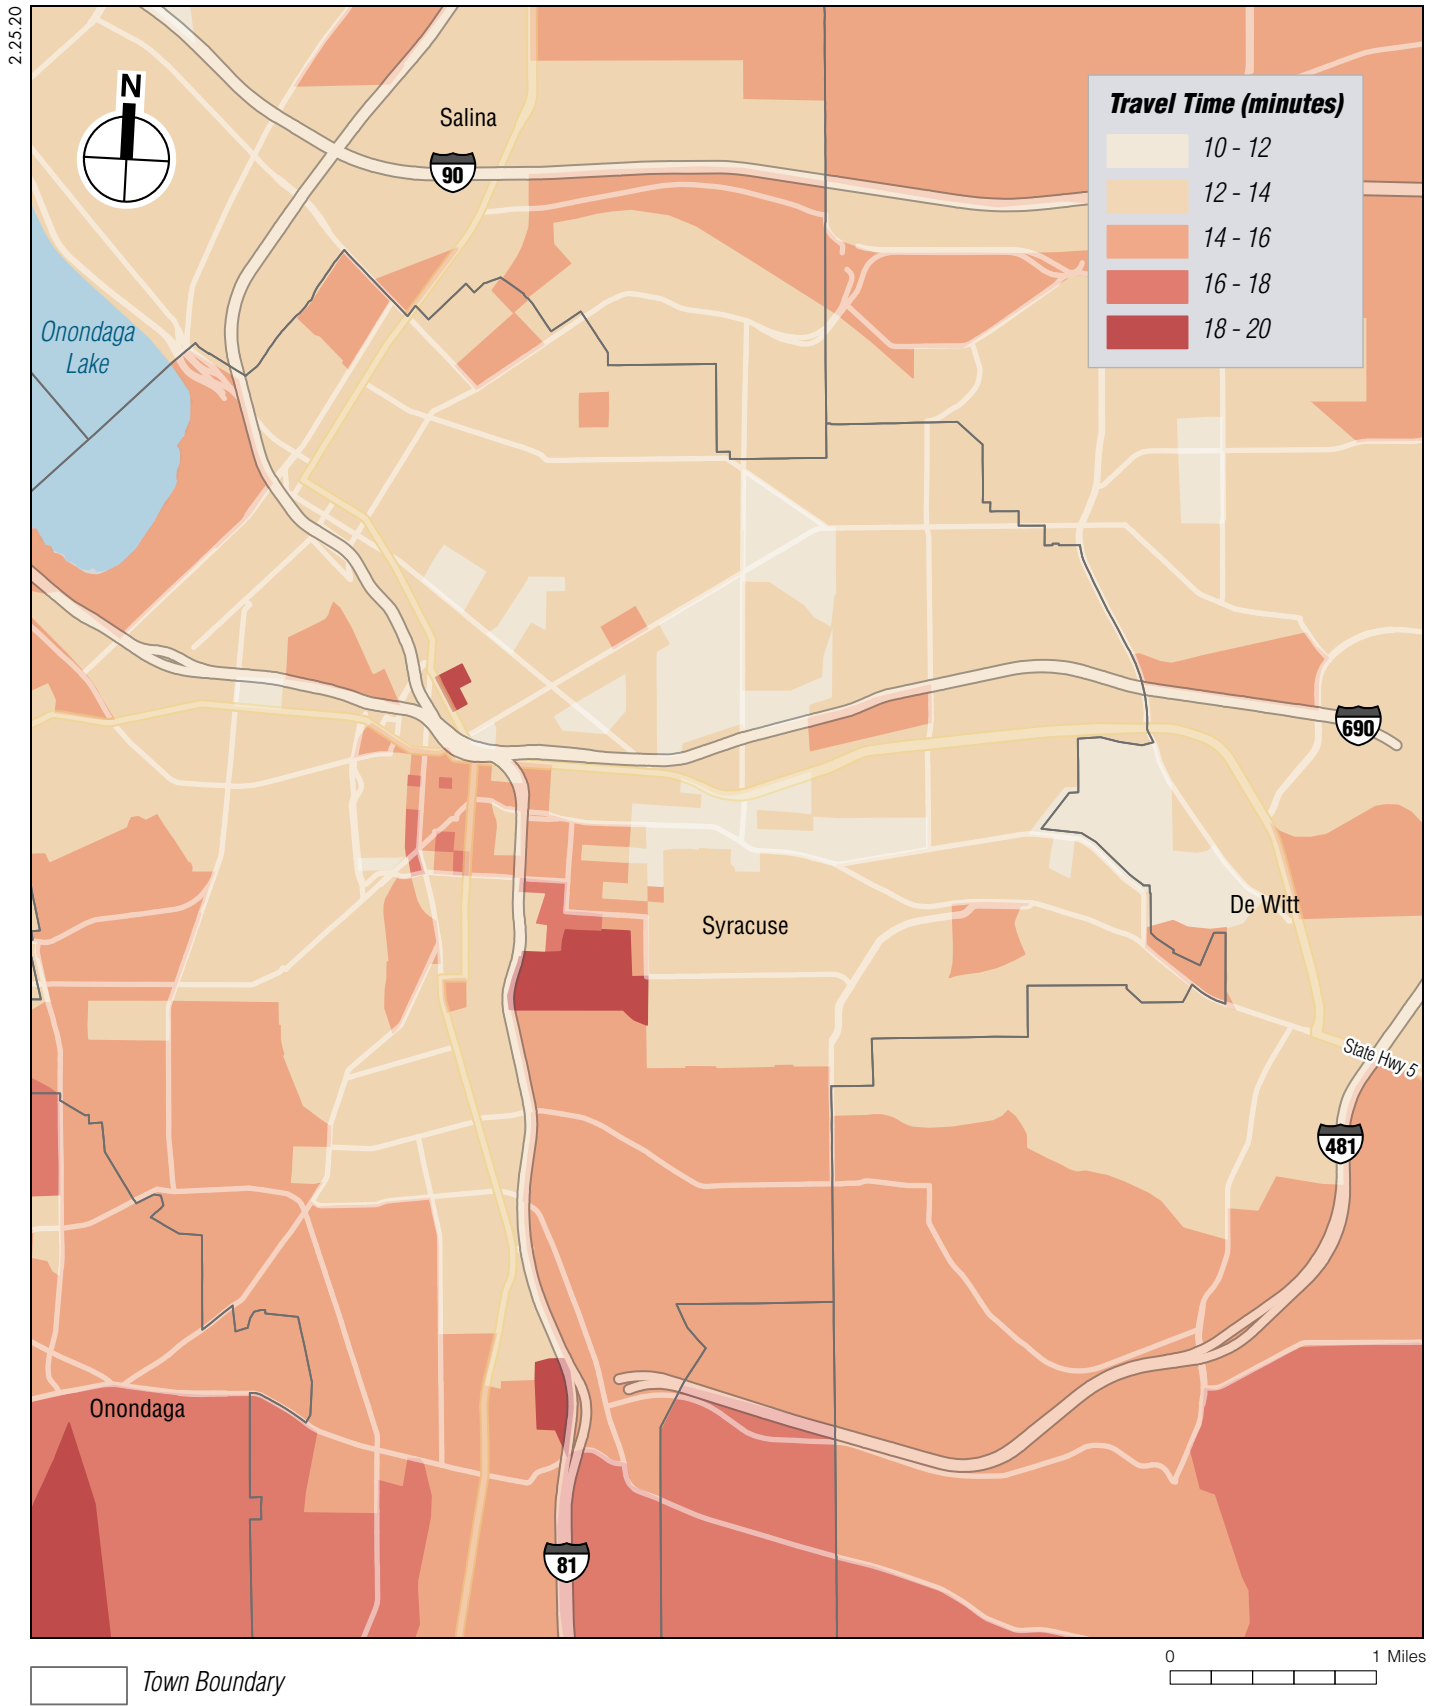 2.25.20
N
Salina
90
Travel Time (minutes)
10 - 12
12 - 14
14 - 16
16 - 18
18 - 20
Onondaga
Lake
690
De Witt
Syracuse
State Hwy 5
481
Onondaga
81
0 1 Miles
Town Boundary